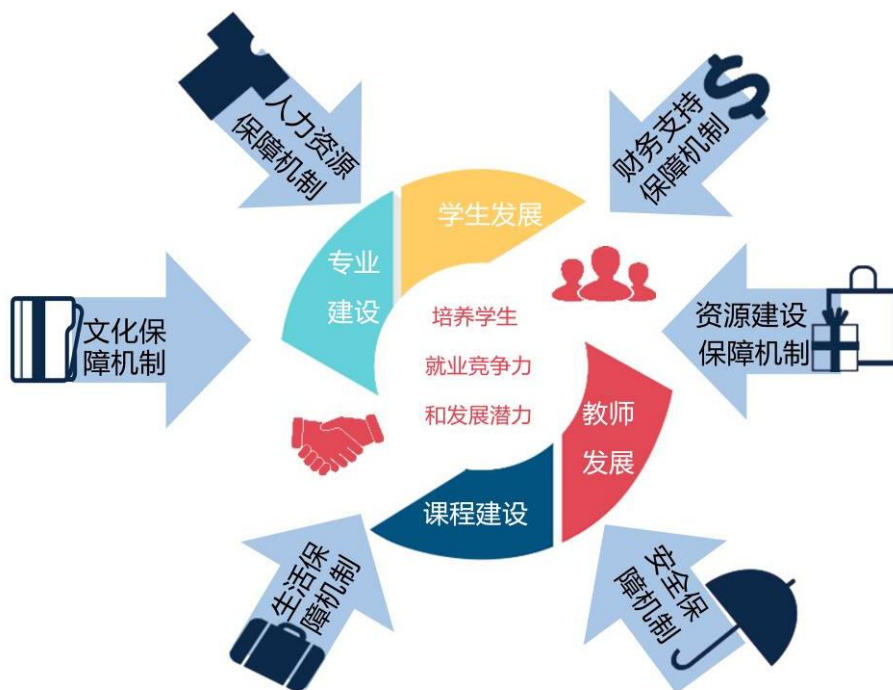 人力资源
保障机制
财务支持
保障机制
学生发展
专业
建设
培养学生
就业竞争力
和发展潜力
文化保
障机制
资源建设
保障机制
教师
发展
课程建设
生活保
障机制
安全保
障机制